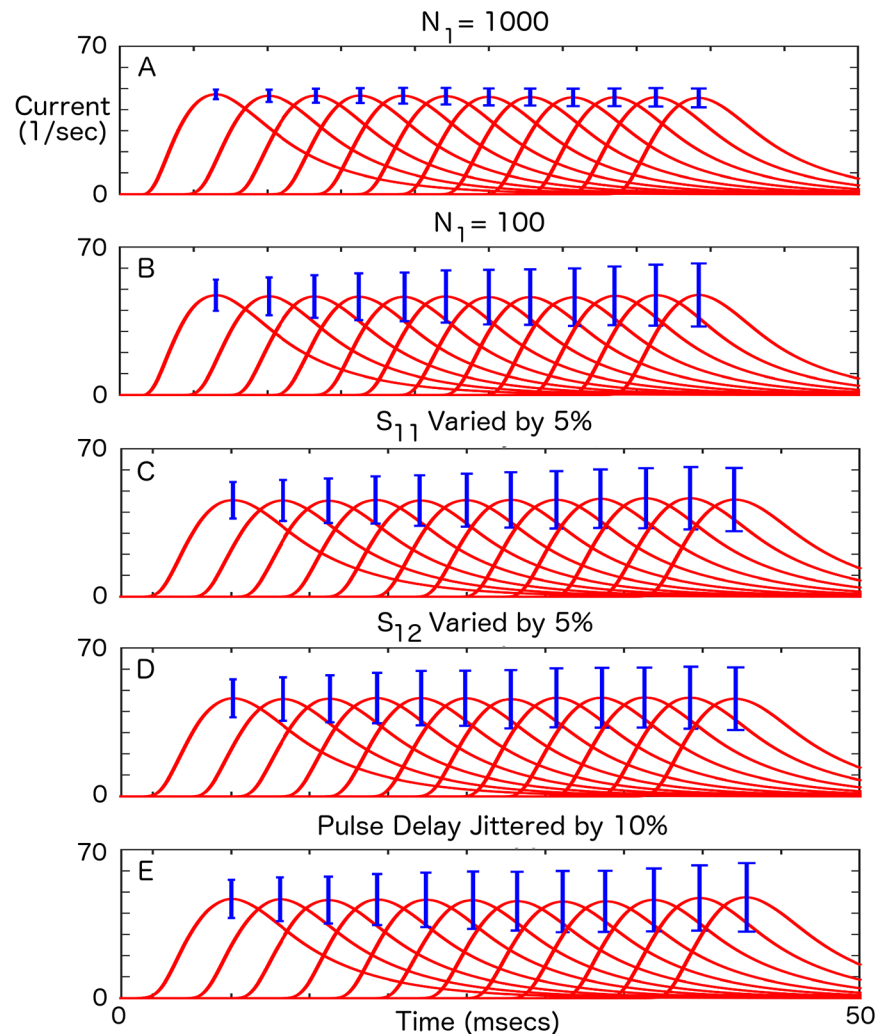 N1 = 1000
70
A
Current
(1/sec)
0
N1 = 100
70
B
0
S11 Varied by 5%
70
C
0
S12 Varied by 5%
70
D
0
Pulse Delay Jittered by 10%
70
E
0
0
Time (msecs)
50